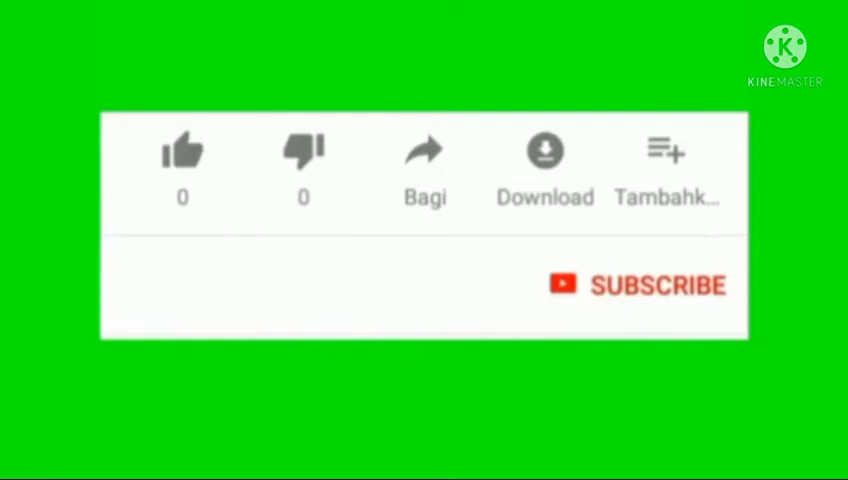 K
KINEMASTER
0 0 Bagi Download Tambahk...
SUBSCRIBE